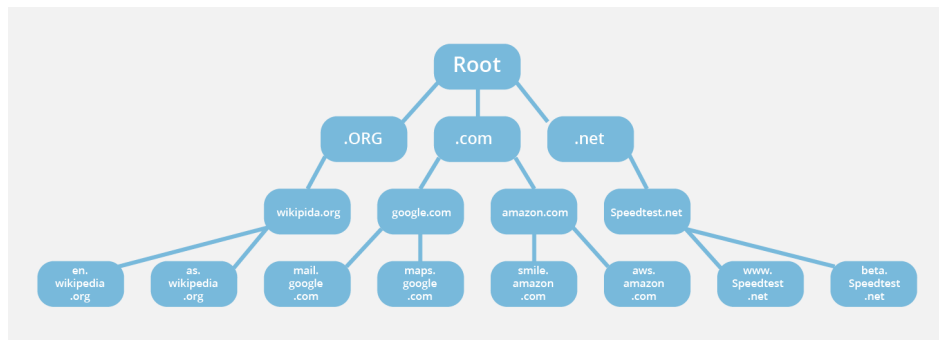 Root
.ORG
.com
.net
wikipida.org
google.com
amazon.com
Speedtest.net
en.
wikipedia
.org
as.
wikipedia
.org
mail.
google
.com
maps.
google
.com
smile.
amazon
.com
aws.
amazon
.com
www.
Speedtest
.net
beta.
Speedtest
.net